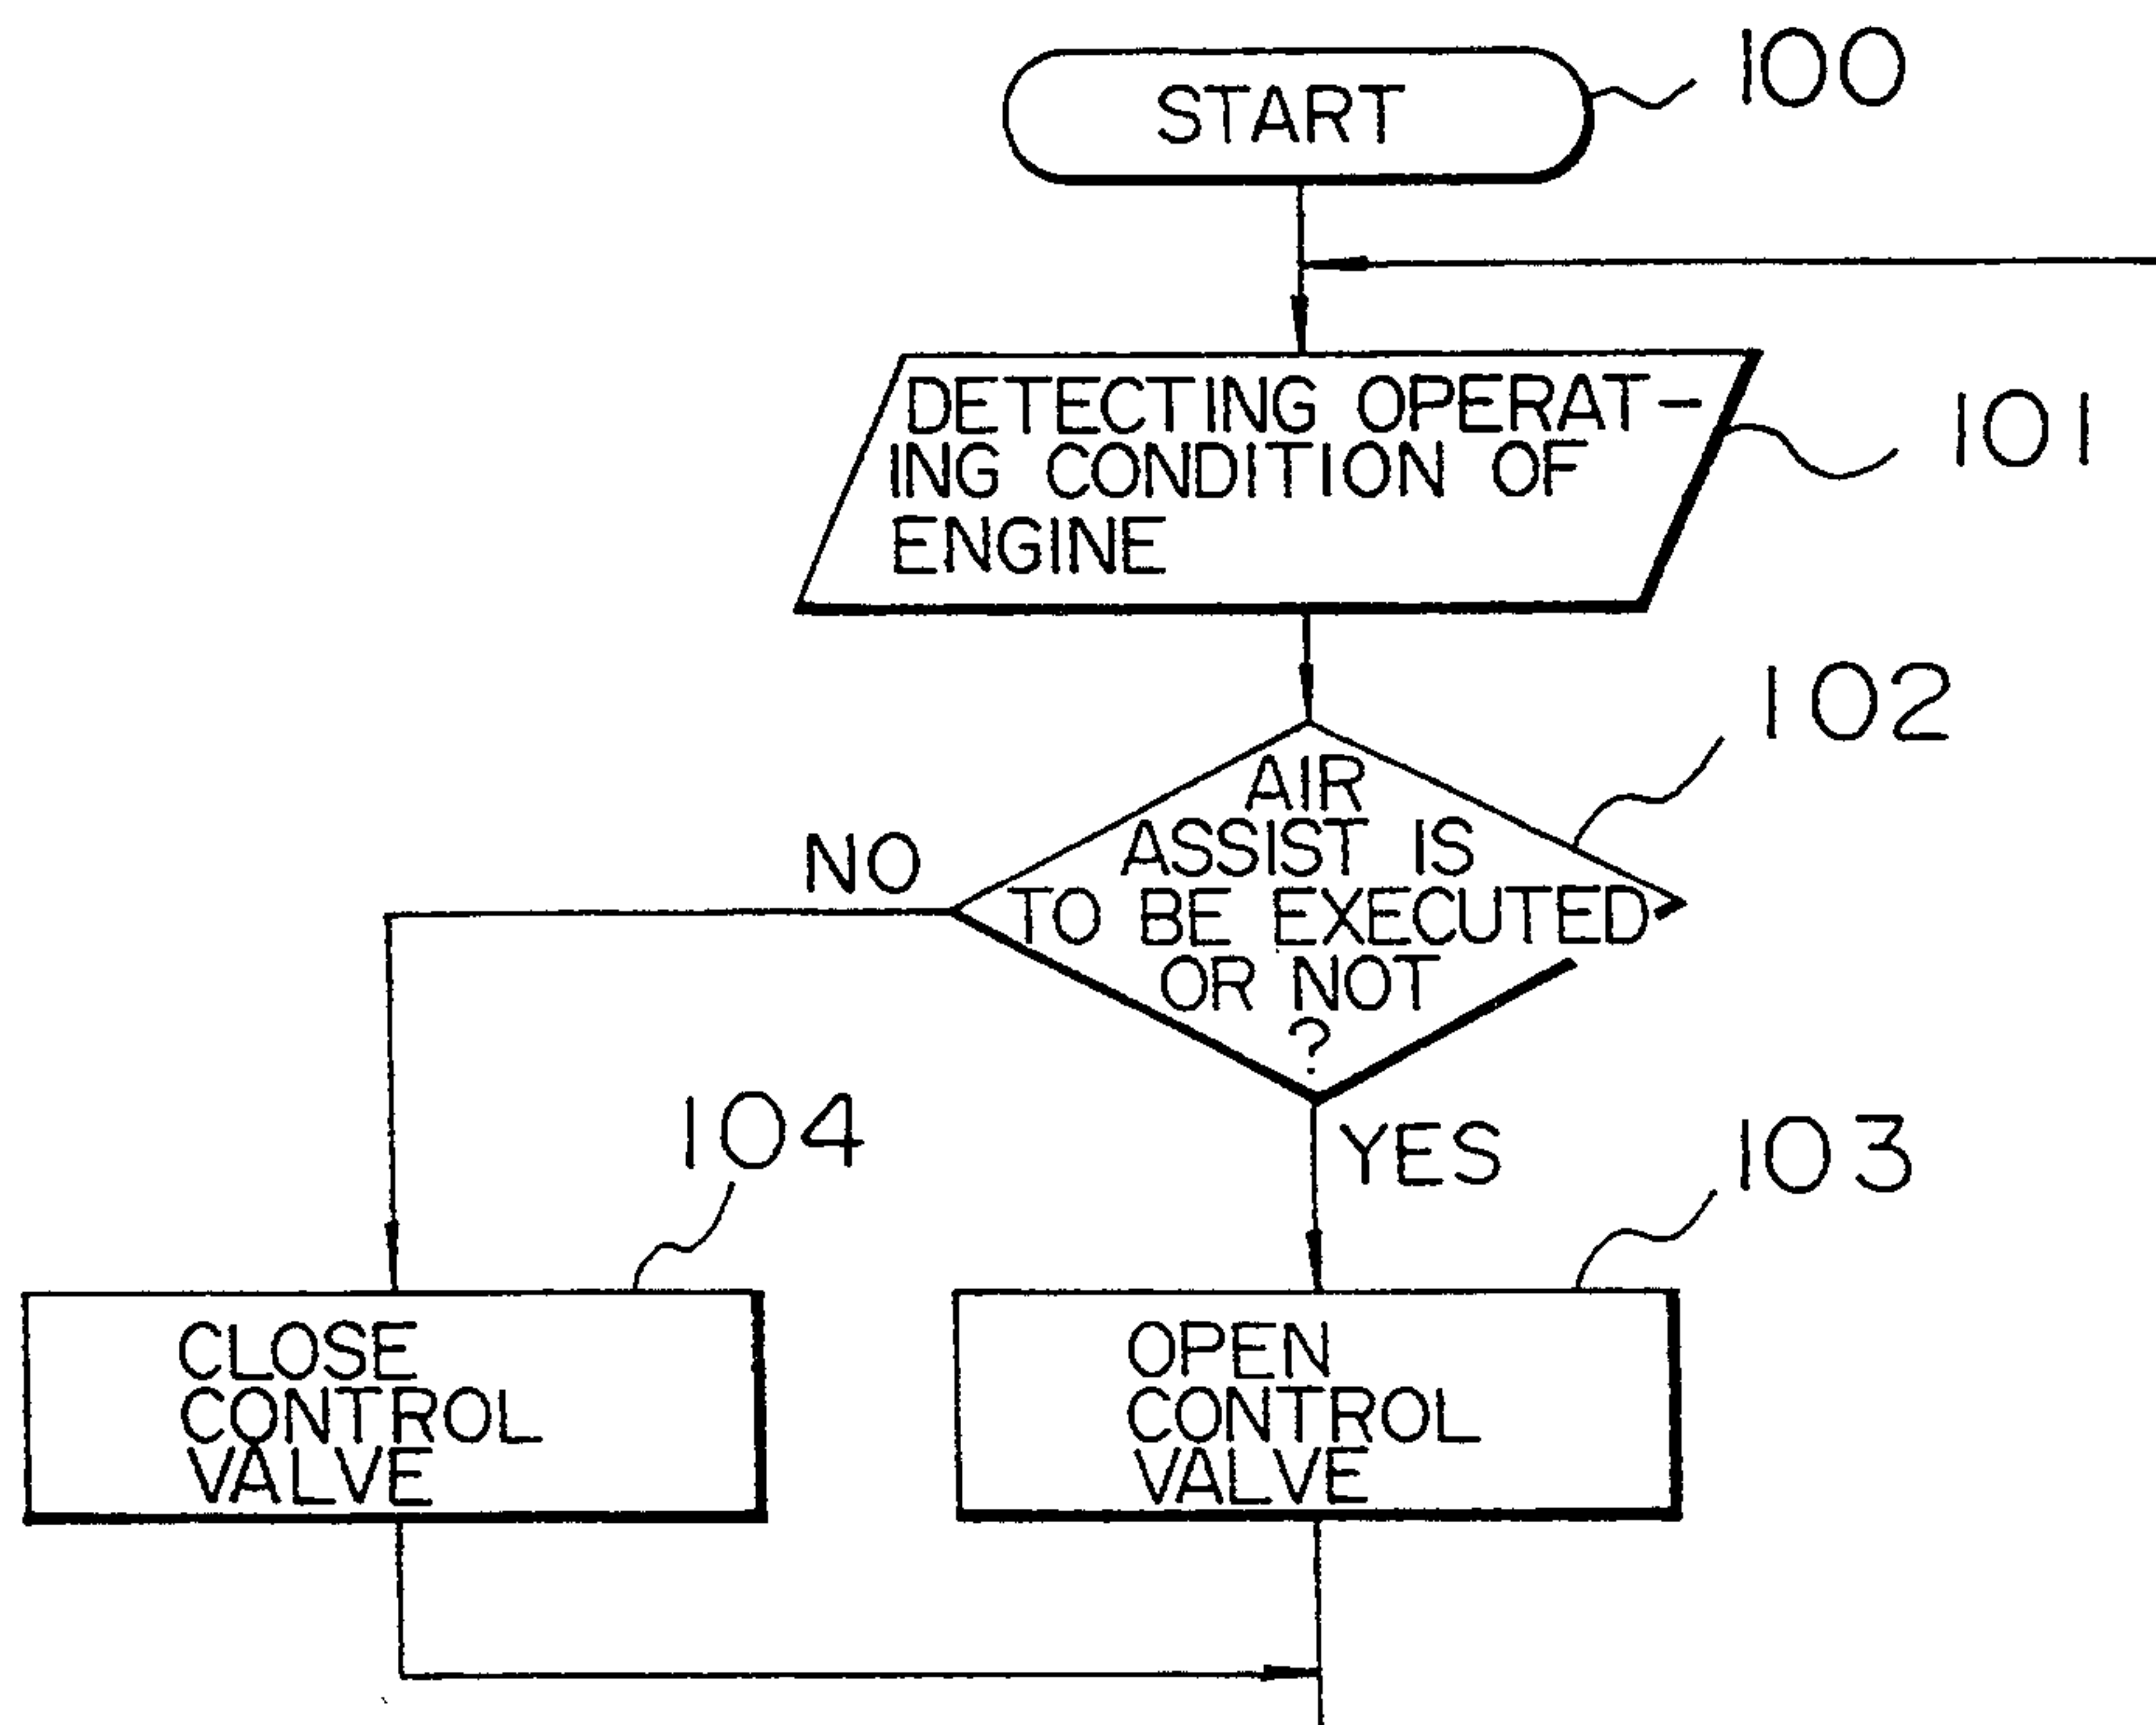 START
100
DETECTING OPERAT-
ING CONDITION OF
ENGINE
101
102
AIR
ASSIST IS
TO BE EXECUTED
OR NOT
?
NO
YES
104
103
CLOSE
CONTROL
VALVE
OPEN
CONTROL
VALVE